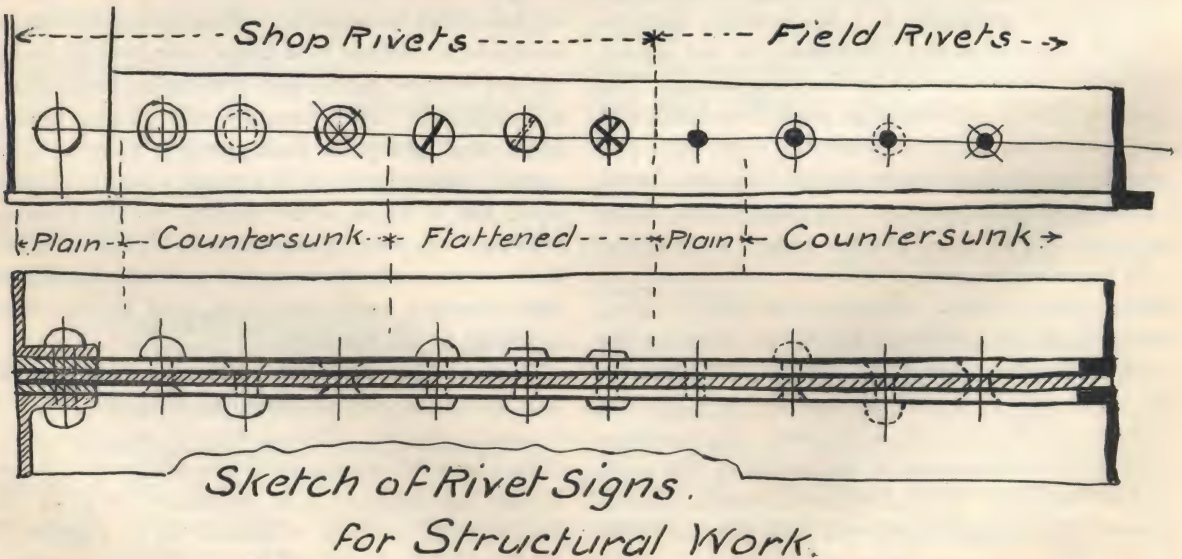 Shop Rivets Field Rivets
Plain Countersunk Flattened Plain Countersunk
Sketch of Rivet Signs.
for Structural Work.